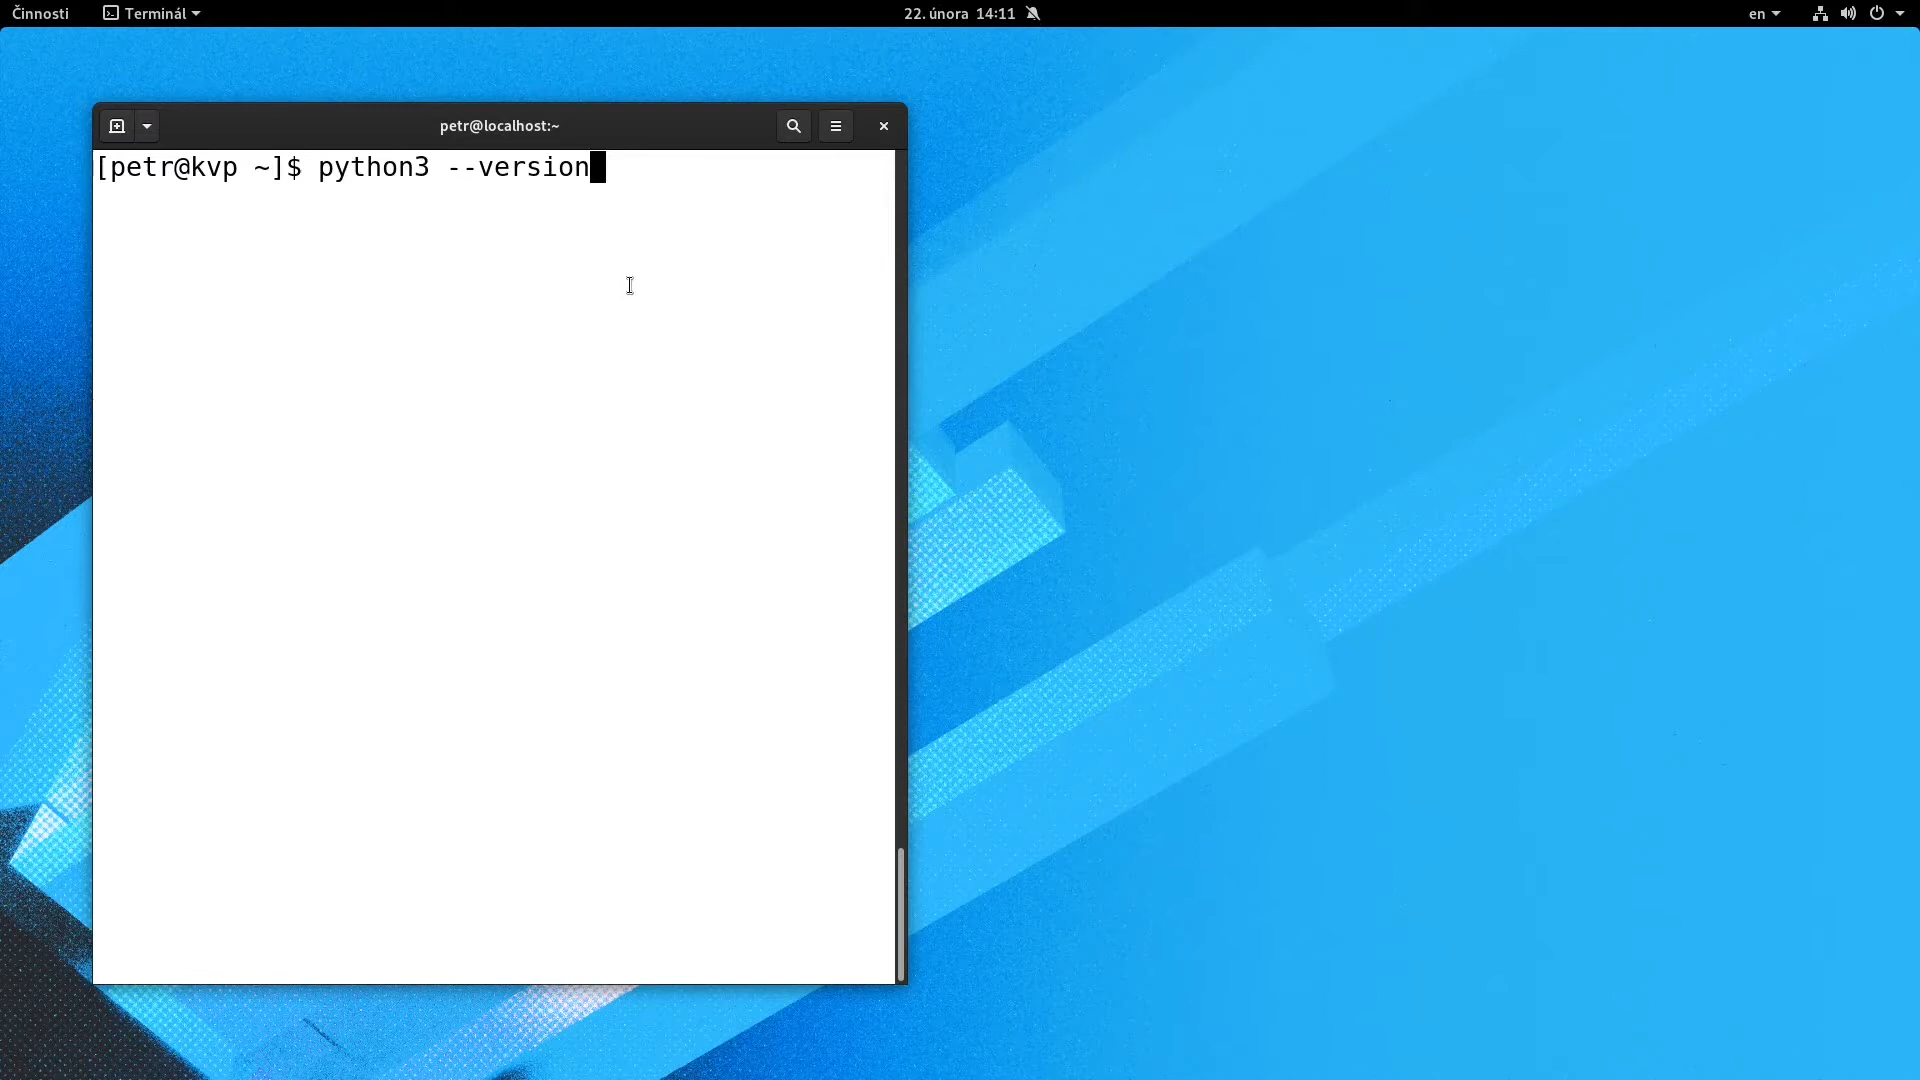 Činnosti
Terminál
22. února 14:11
en
petr@localhost:~
[petr@kvp ~]$ python3 --version